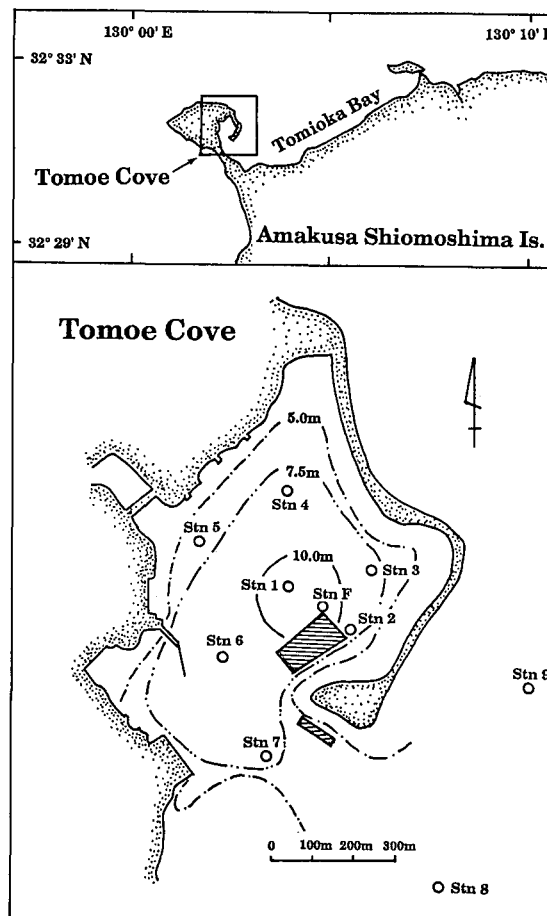 130° 00' E
130° 10' E
32° 33' N
Tomioka Bay
Tomoe Cove
32° 29' N
Amakusa Shiomoshima Is.
Tomoe Cove
5.0m
7.5m
Stn 4
Stn 5
10.0m
Stn 3
Stn 1
Stn F
Stn 2
Stn 6
Stn 9
Stn 7
0 100m 200m 300m
Stn 8